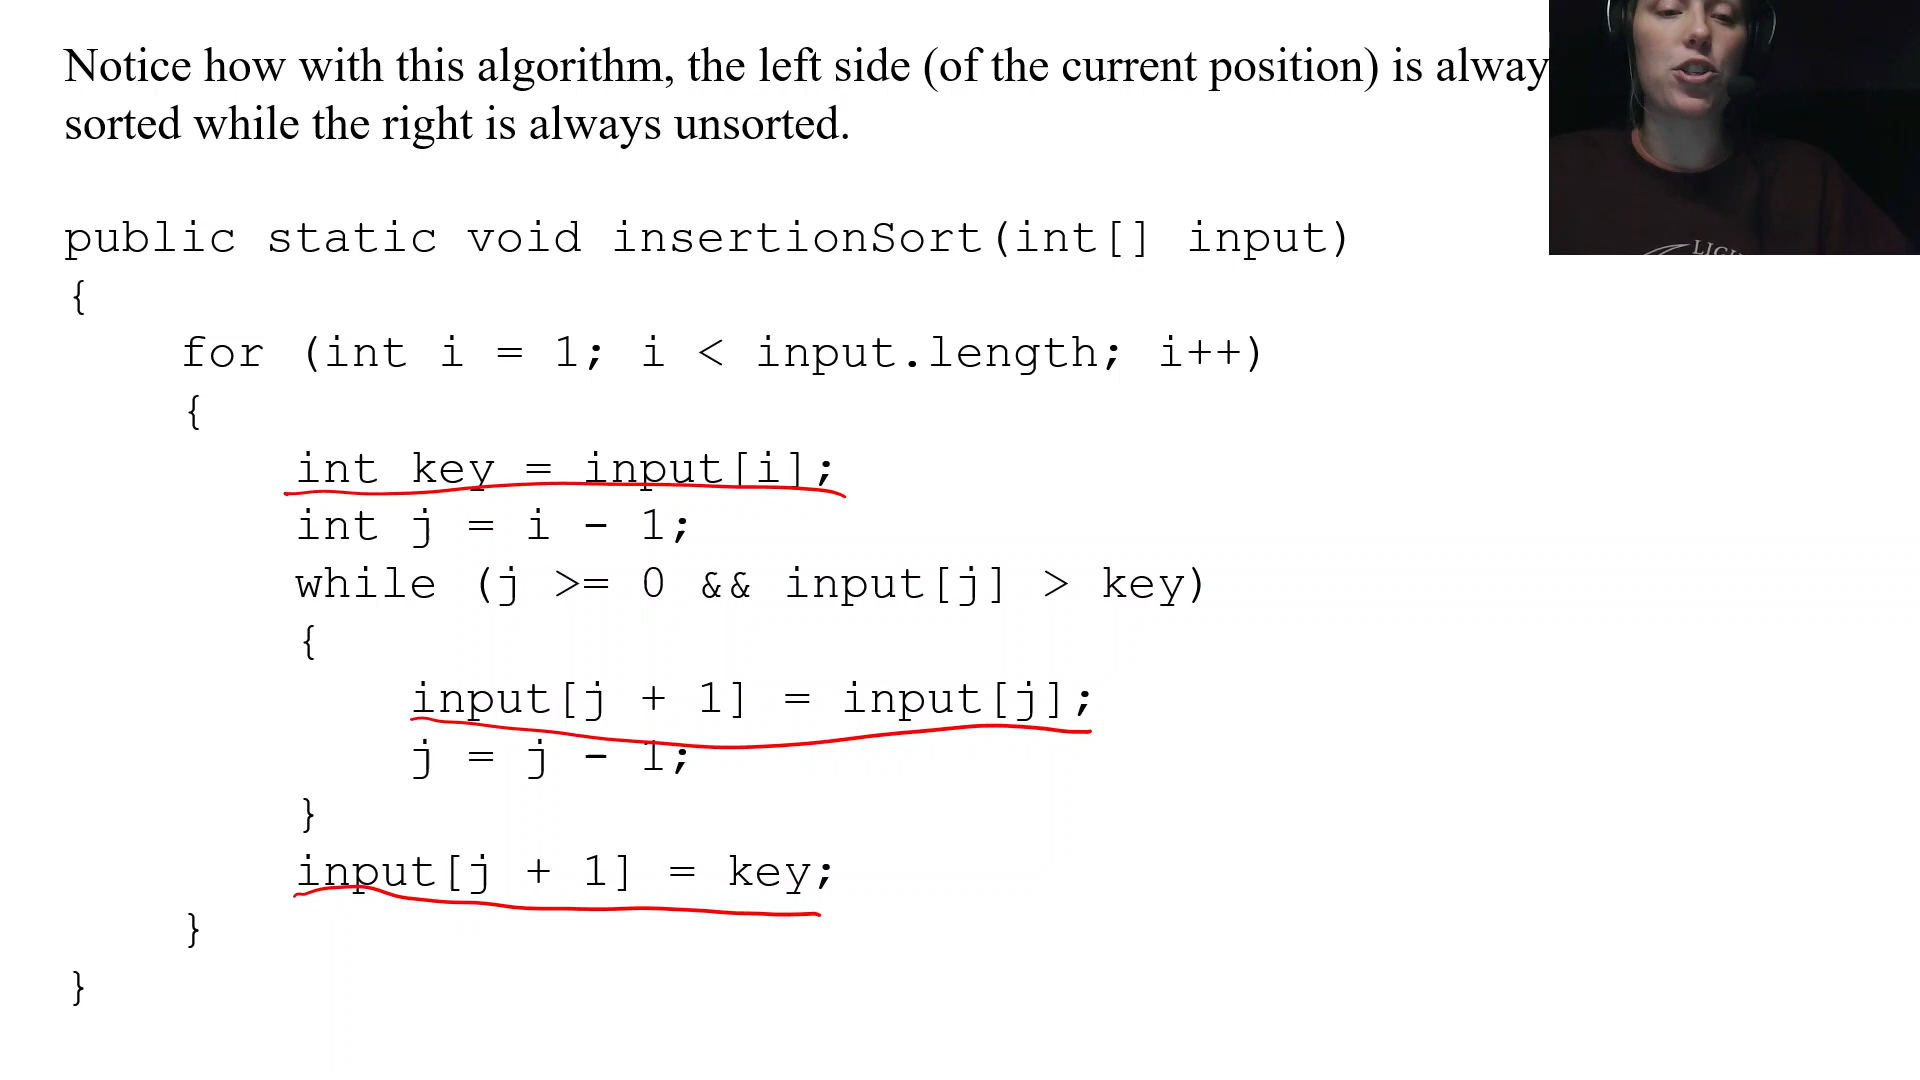 Notice how with this algorithm, the left side (of the current position) is alway
sorted while the right is always unsorted.
public static void insertionSort(int[] input)
{
for (int i = 1; i < input.length; i++)
{
int key = input[i];
int j = i - 1;
while (j >= 0 && input[j] > key)
{
input[j + 1] = input[j];
j = j - 1;
}
input[j + 1] = key;
}
}